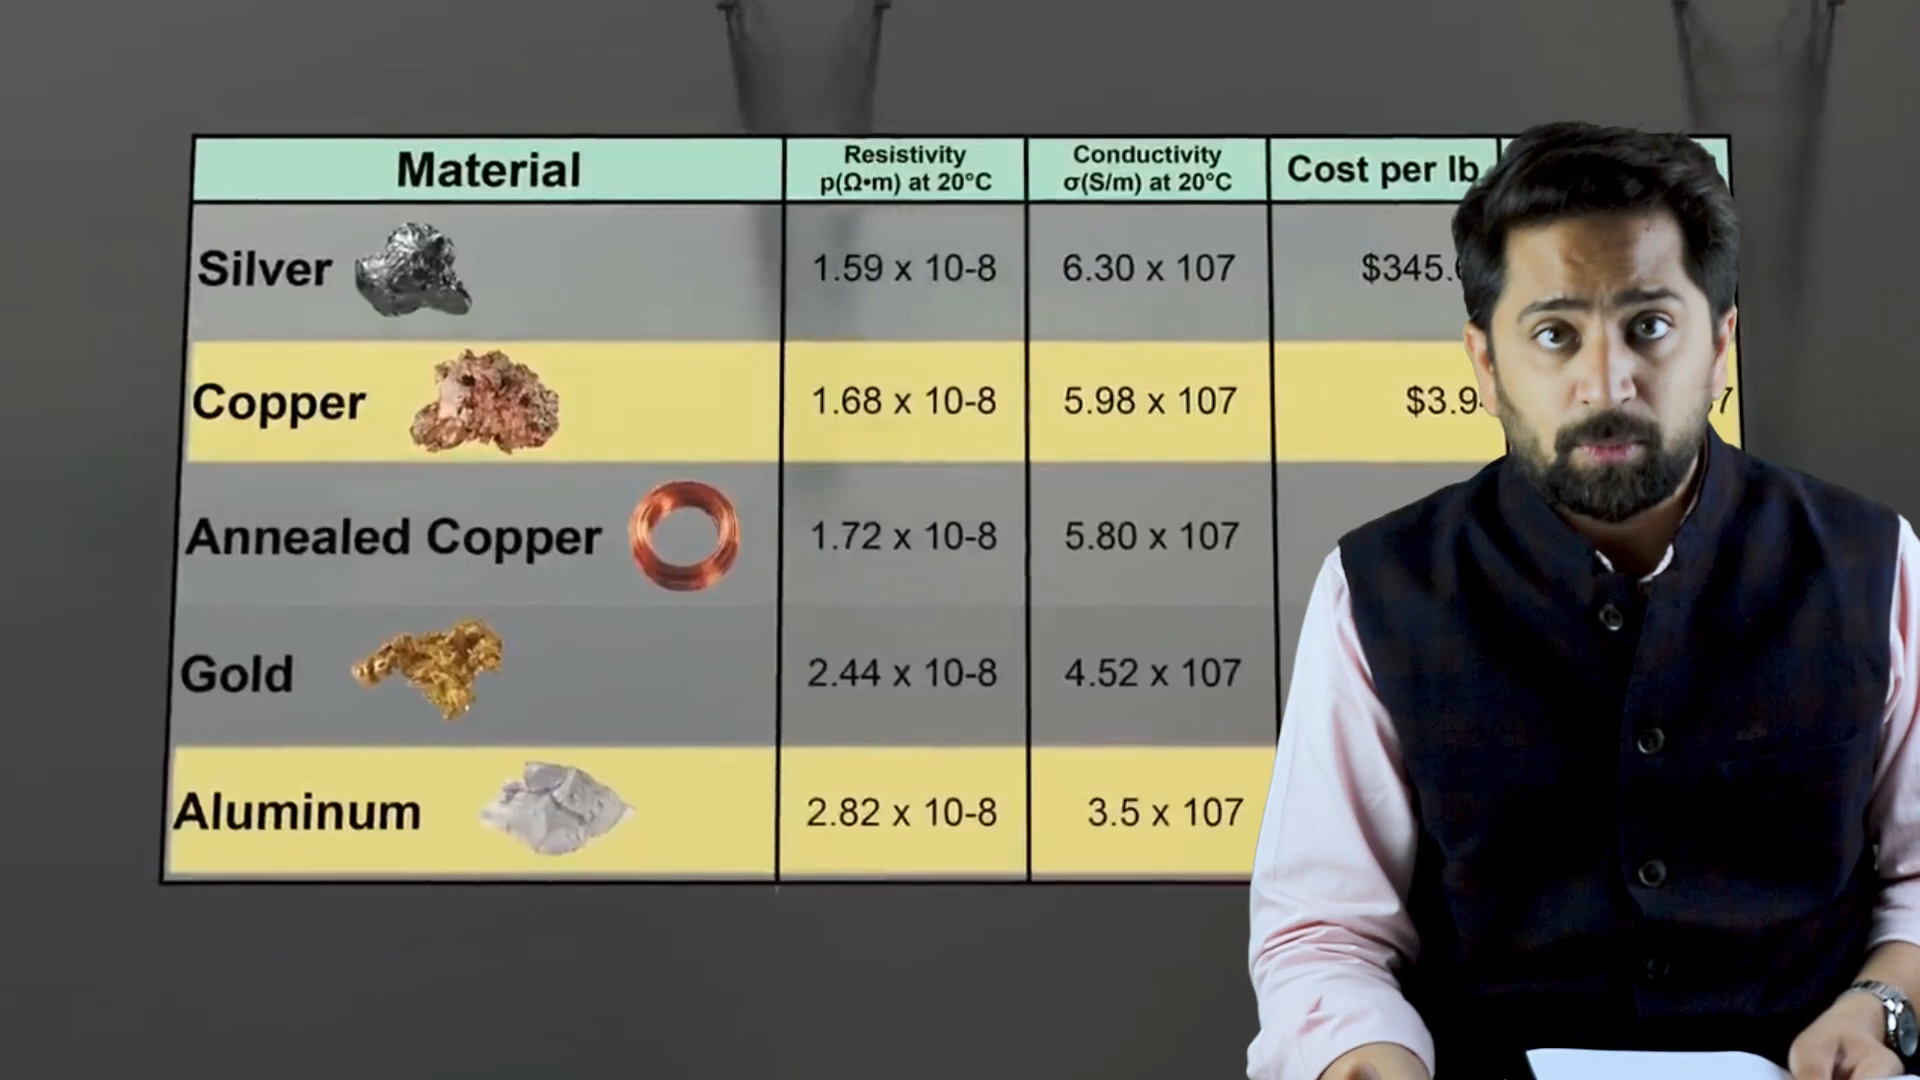 Material
Resistivity
p(Ω•m) at 20°C
Conductivity
σ(S/m) at 20°C
Cost per lb
Silver
1.59 x 10-8
6.30 x 107
Copper
1.68 x 10-8
5.98 x 107
Annealed Copper
1.72 x 10-8
5.80 x 107
Gold
2.44 x 10-8
4.52 x 107
Aluminum
2.82 x 10-8
3.5 x 107